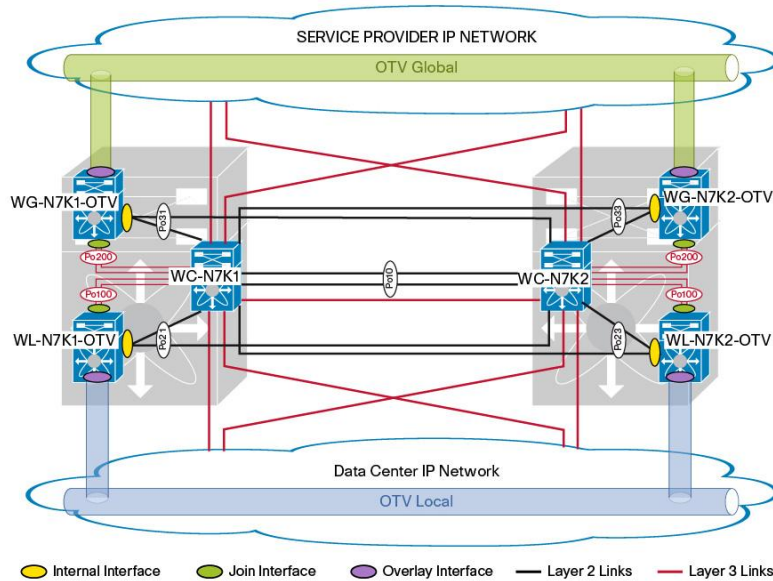 SERVICE PROVIDER IP NETWORK
OTV Global
WG-N7K1-OTV
Po31
Po33
WG-N7K2-OTV
Po200
WC-N7K1
Po10
WC-N7K2
Po200
Po100
Po100
WL-N7K1-OTV
Po21
Po23
WL-N7K2-OTV
Data Center IP Network
OTV Local
Internal Interface
Join Interface
Overlay Interface
Layer 2 Links
Layer 3 Links